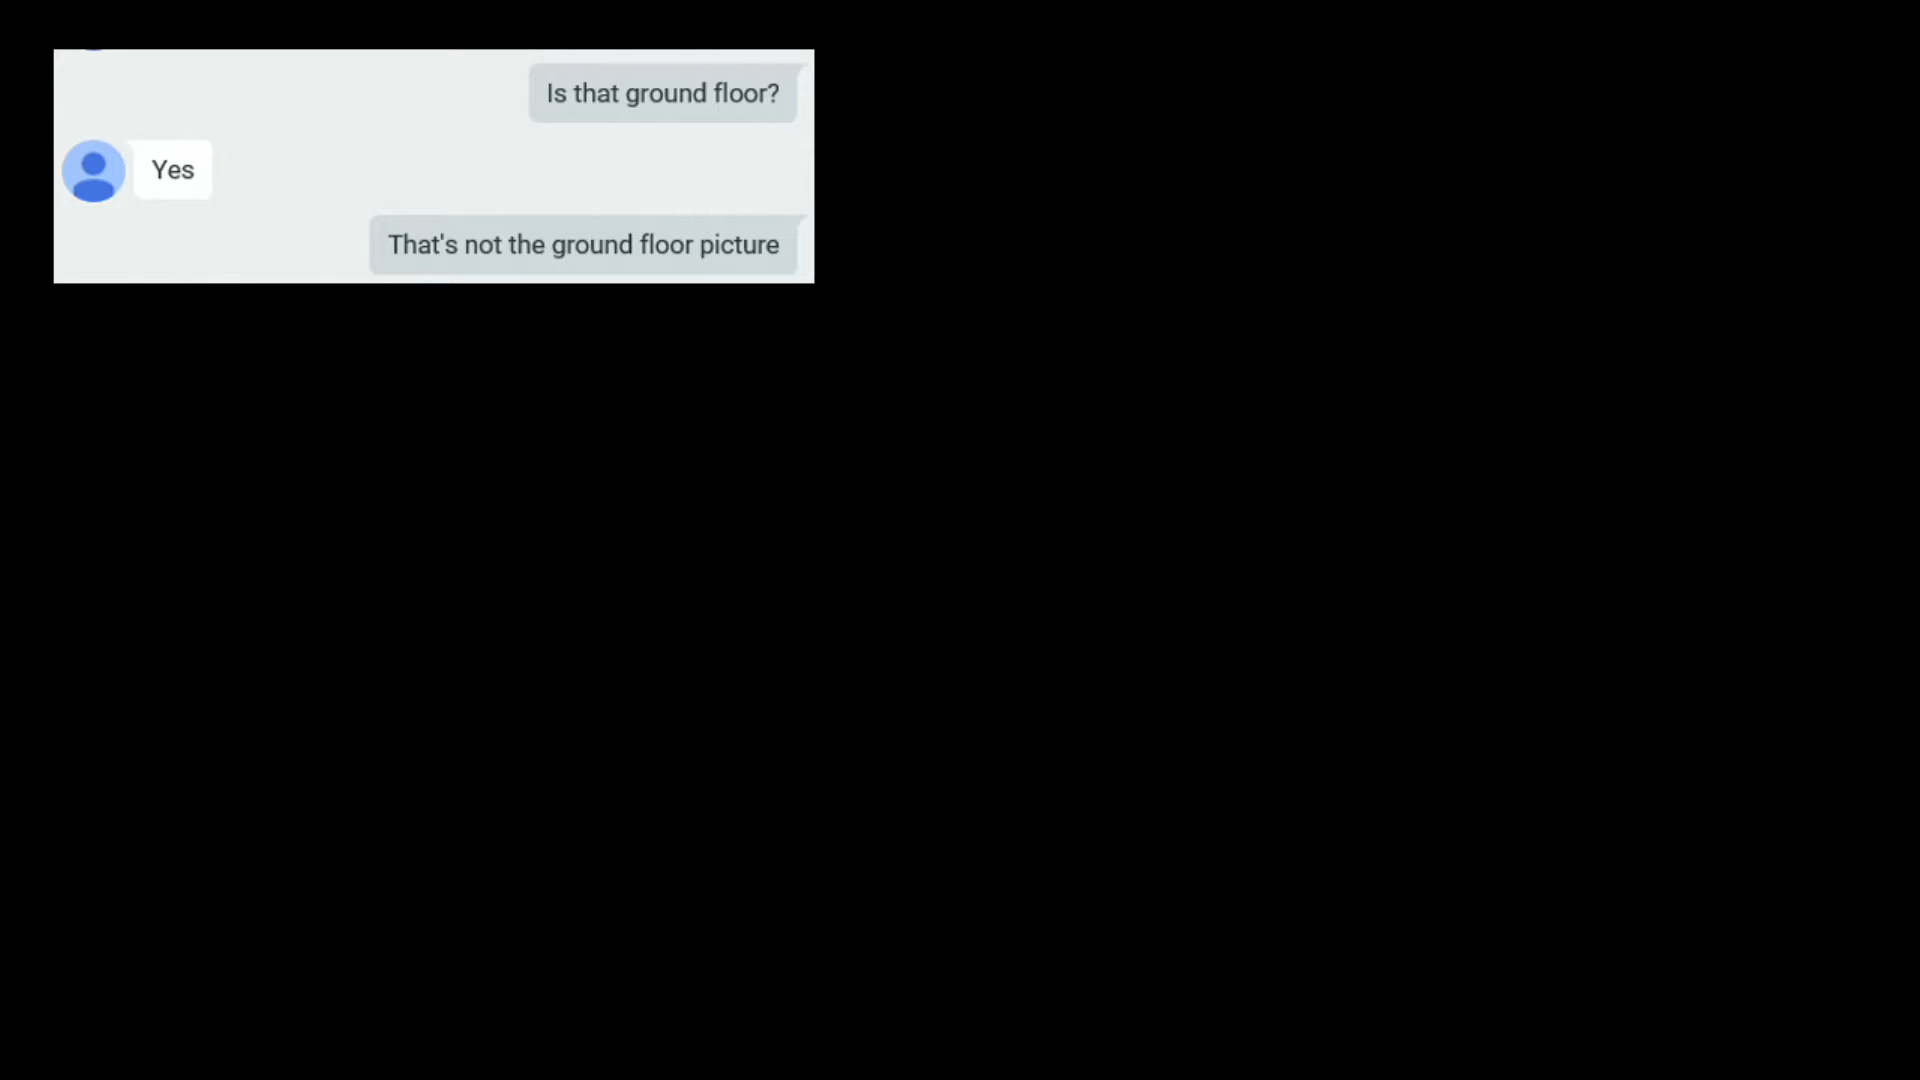 Is that ground floor?
Yes
That's not the ground floor picture